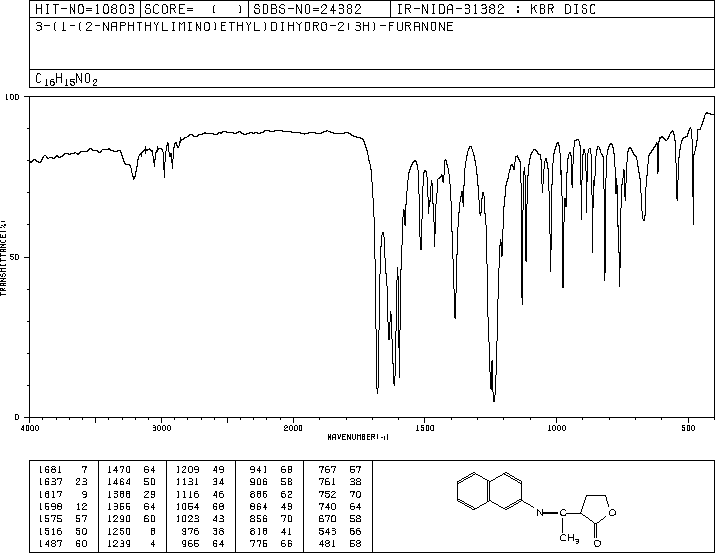 HIT-NO=10803 SCORE= ( ) SDBS-NO=24382 IR-NIDA-31382 : KBR DISC
3-(1-(2-NAPHTHYLIMINO)ETHYL)DIHYDRO-2(3H)-FURANONE
C16H15NO2
100
50
0
TRANSMITTANCE(%)
4000 3000 2000 1500 1000 500
WAVENUMBER(-1)
1681 7 1470 64 1209 49 941 68 767 57
1637 23 1464 50 1131 34 906 58 761 38
1617 9 1388 29 1116 46 886 62 752 70
1598 12 1366 64 1054 68 864 49 740 64
1575 57 1290 60 1023 43 856 70 670 58
1516 50 1250 8 976 38 818 41 543 66
1487 60 1239 4 966 64 776 66 481 58
N C O
CH3 O